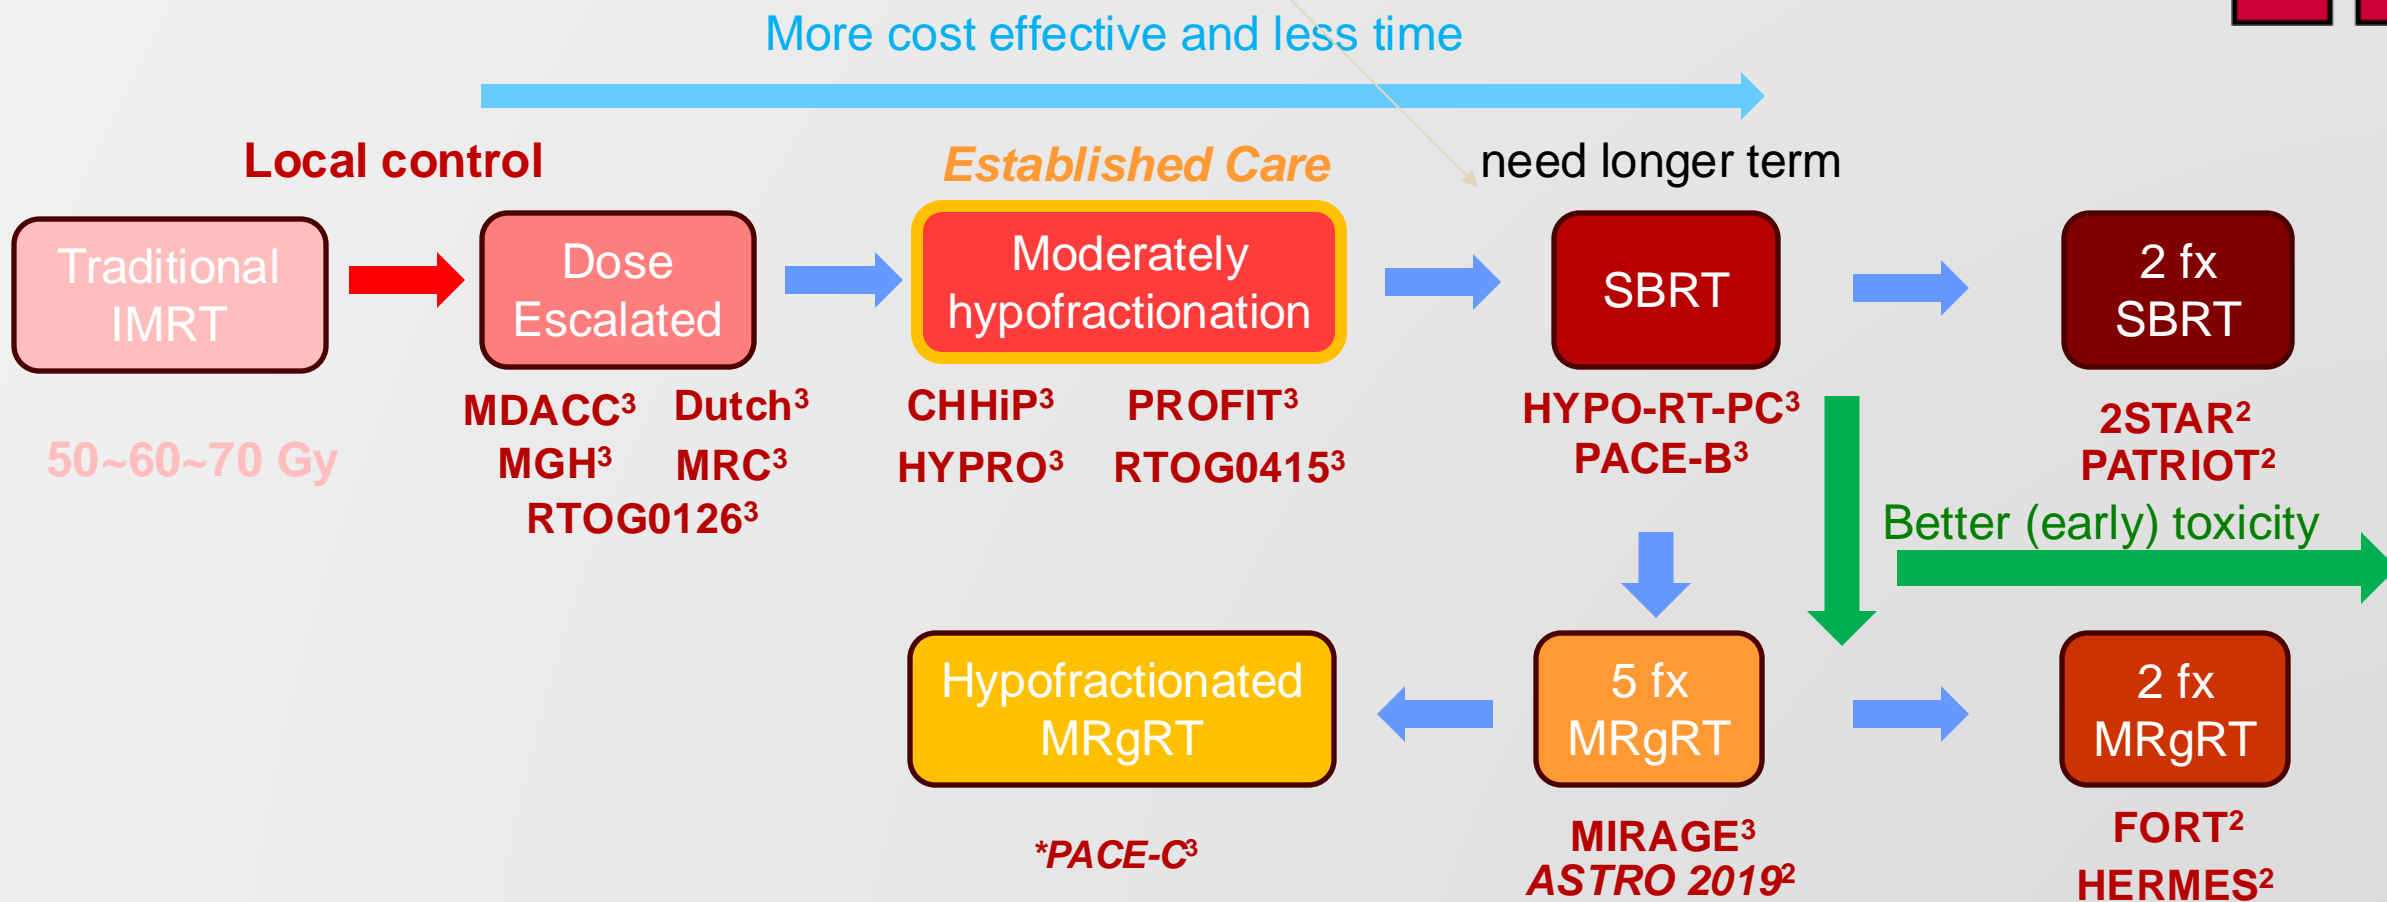 More cost effective and less time
Local control
Established Care
need longer term
Traditional
IMRT
Dose
Escalated
Moderately
hypofractionation
SBRT
2 fx
SBRT
50~60~70 Gy
MDACC³ Dutch³
MGH³ MRC³
RTOG0126³
CHHiP³ PROFIT³
HYPRO³ RTOG0415³
HYPO-RT-PC³
PACE-B³
2STAR²
PATRIOT²
Better (early) toxicity
Hypofractionated
MRgRT
5 fx
MRgRT
2 fx
MRgRT
*PACE-C³
MIRAGE³
ASTRO 2019²
FORT²
HERMES²